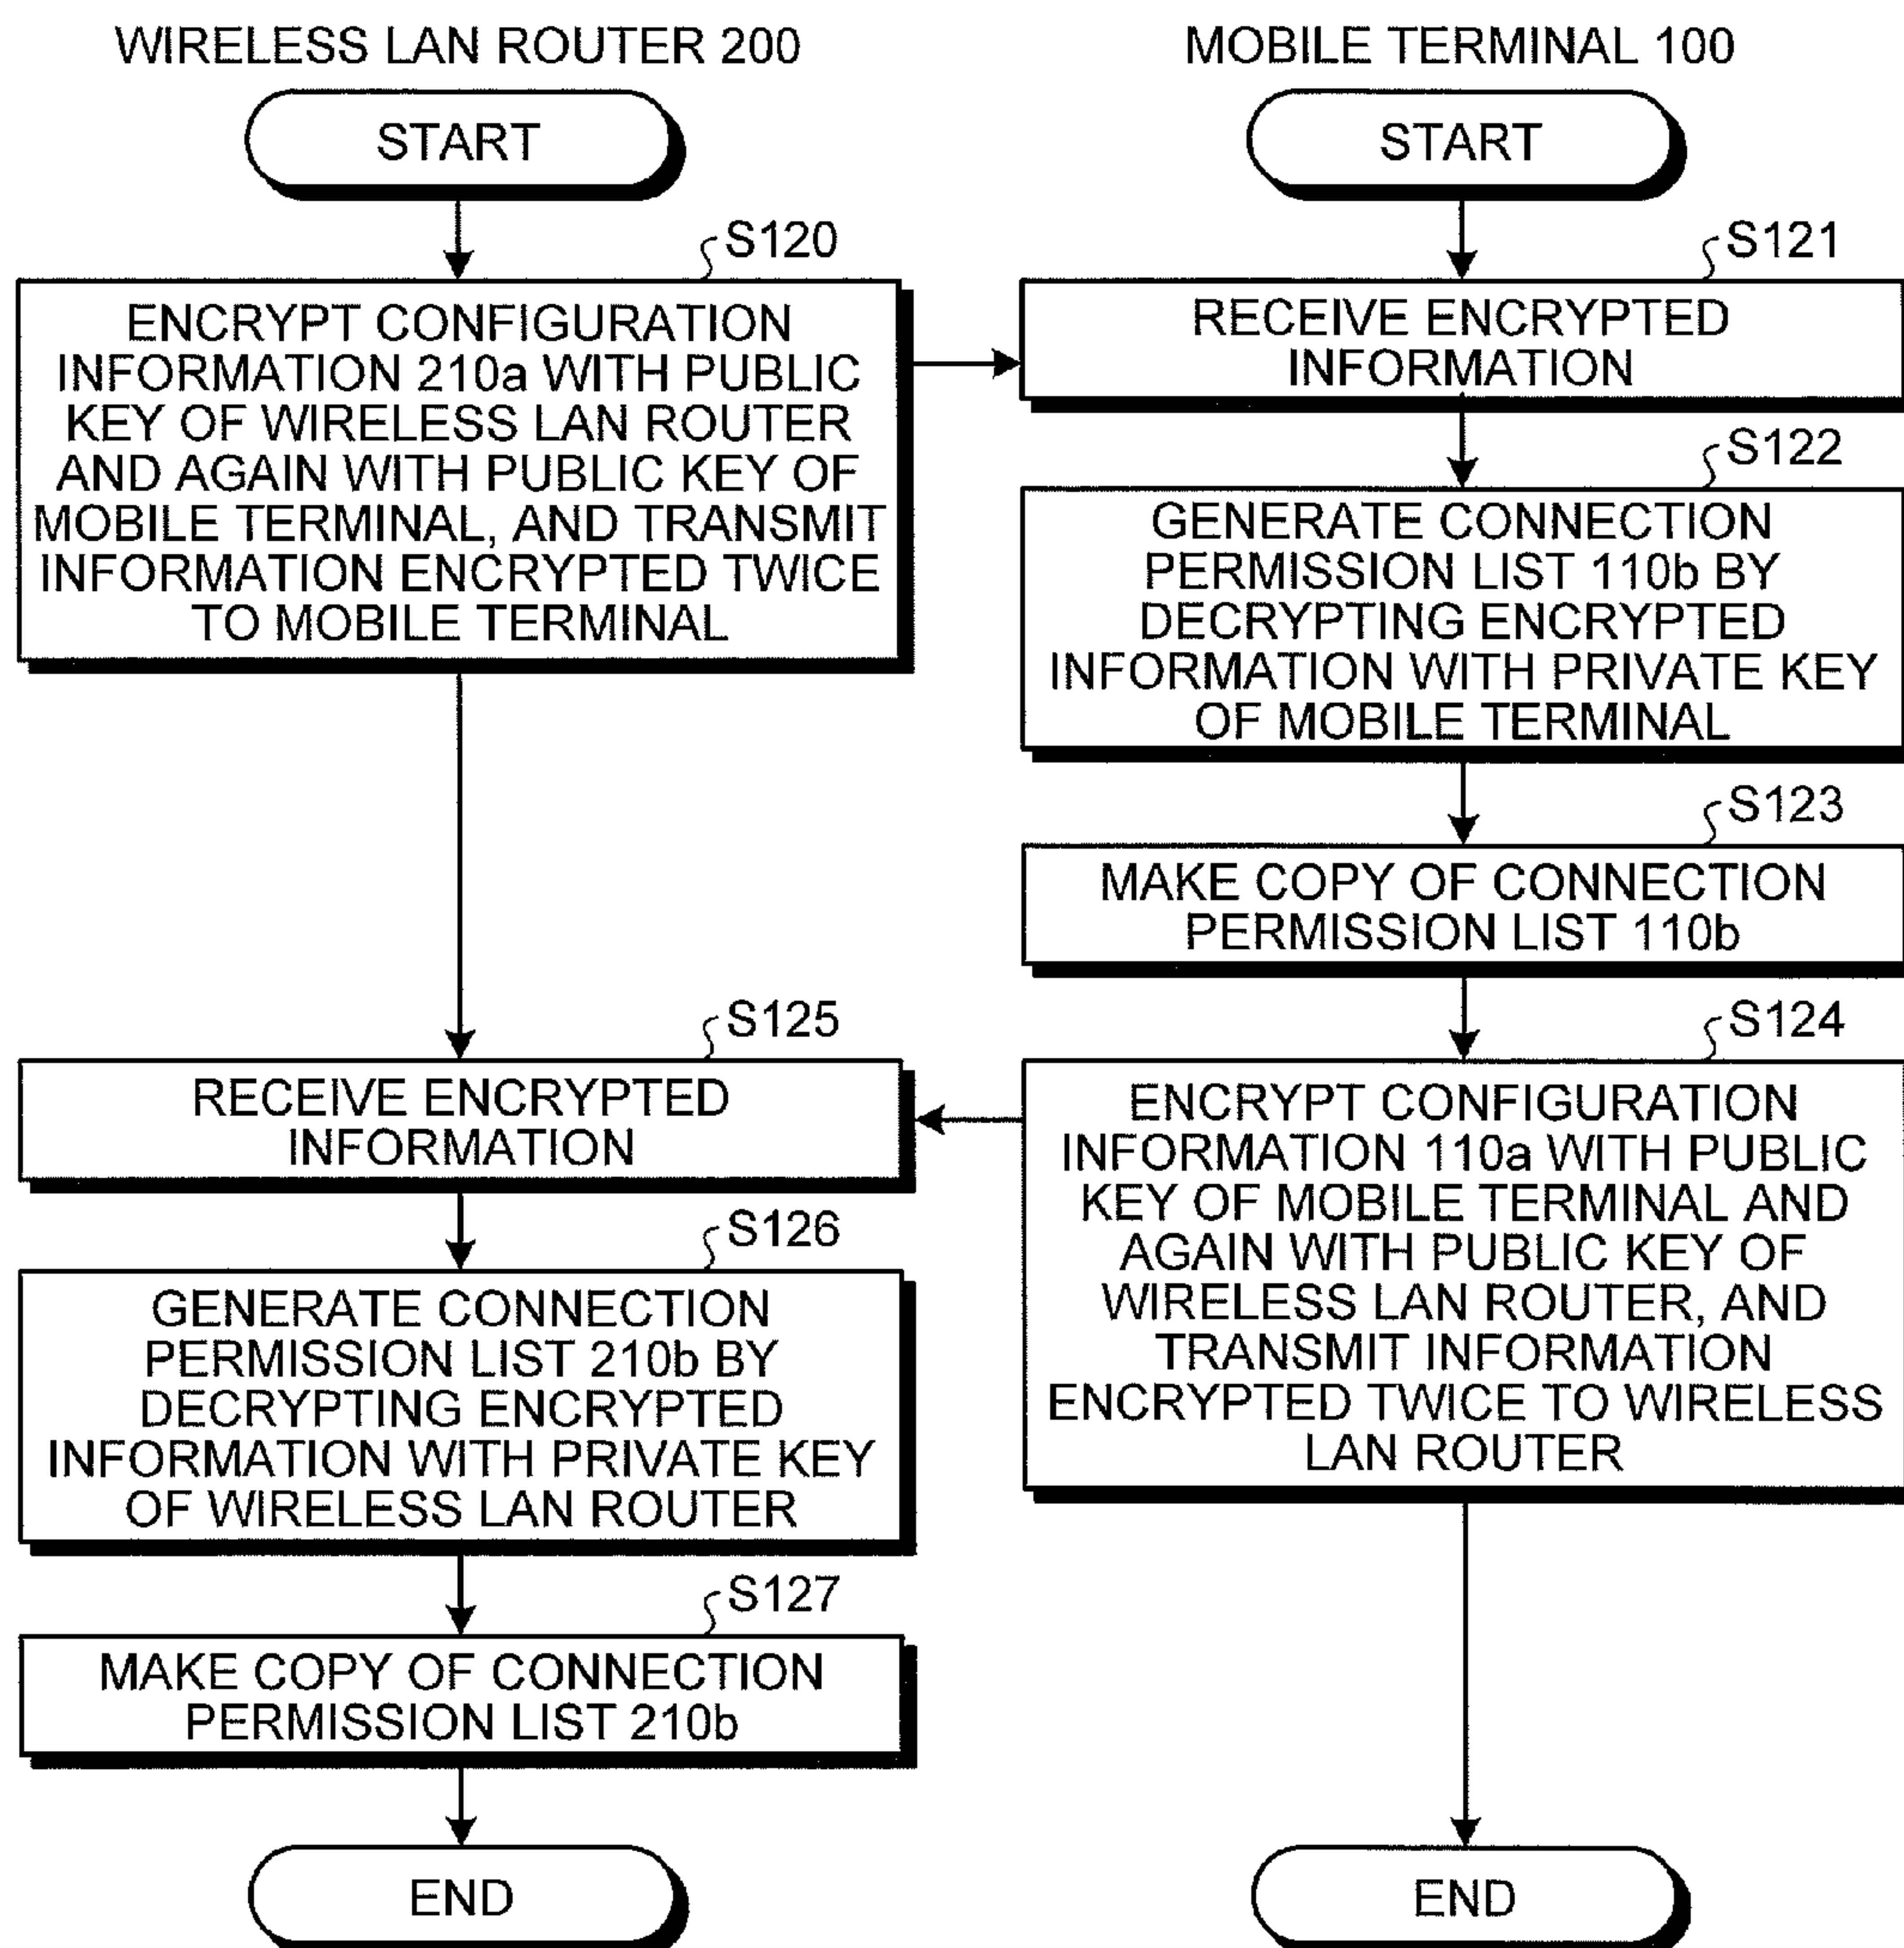 WIRELESS LAN ROUTER 200
START
S120
ENCRYPT CONFIGURATION
INFORMATION 210a WITH PUBLIC
KEY OF WIRELESS LAN ROUTER
AND AGAIN WITH PUBLIC KEY OF
MOBILE TERMINAL, AND TRANSMIT
INFORMATION ENCRYPTED TWICE
TO MOBILE TERMINAL
S125
RECEIVE ENCRYPTED
INFORMATION
S126
GENERATE CONNECTION
PERMISSION LIST 210b BY
DECRYPTING ENCRYPTED
INFORMATION WITH PRIVATE KEY
OF WIRELESS LAN ROUTER
S127
MAKE COPY OF CONNECTION
PERMISSION LIST 210b
END
MOBILE TERMINAL 100
START
S121
RECEIVE ENCRYPTED
INFORMATION
S122
GENERATE CONNECTION
PERMISSION LIST 110b BY
DECRYPTING ENCRYPTED
INFORMATION WITH PRIVATE KEY
OF MOBILE TERMINAL
S123
MAKE COPY OF CONNECTION
PERMISSION LIST 110b
S124
ENCRYPT CONFIGURATION
INFORMATION 110a WITH PUBLIC
KEY OF MOBILE TERMINAL AND
AGAIN WITH PUBLIC KEY OF
WIRELESS LAN ROUTER, AND
TRANSMIT INFORMATION
ENCRYPTED TWICE TO WIRELESS
LAN ROUTER
END